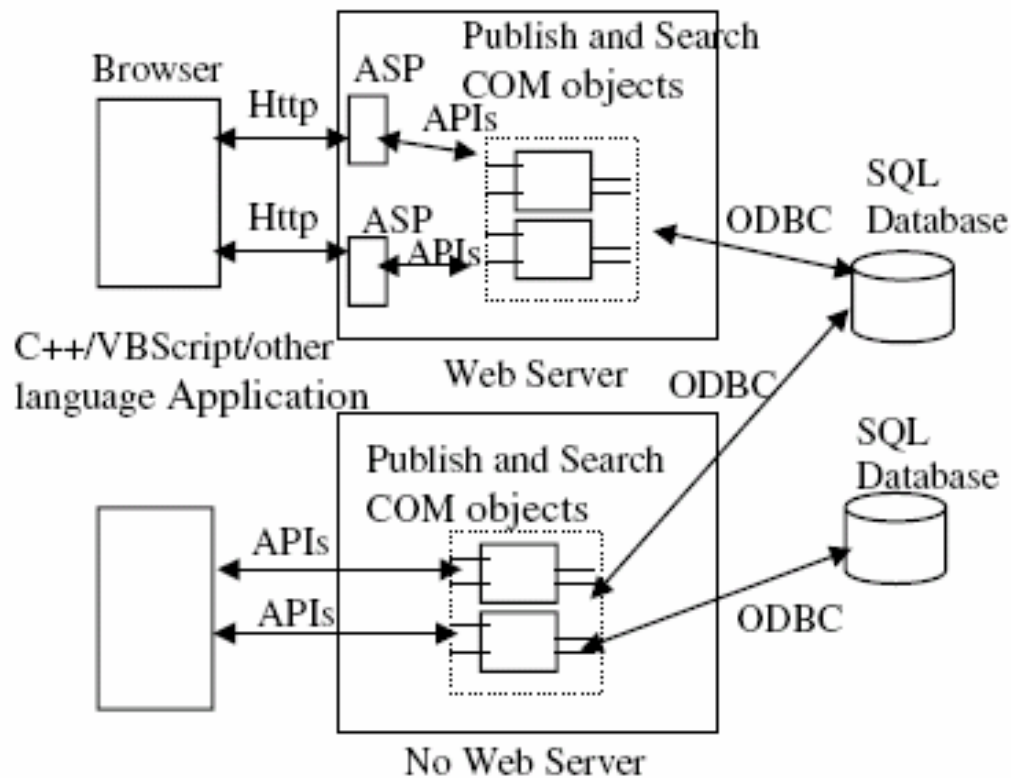 Publish and Search
COM objects
Browser
ASP
Http
APIs
SQL
Database
Http
ASP
APIs
ODBC
C++/VBScript/other
language Application
Web Server
ODBC
Publish and Search
COM objects
SQL
Database
APIs
APIs
ODBC
No Web Server